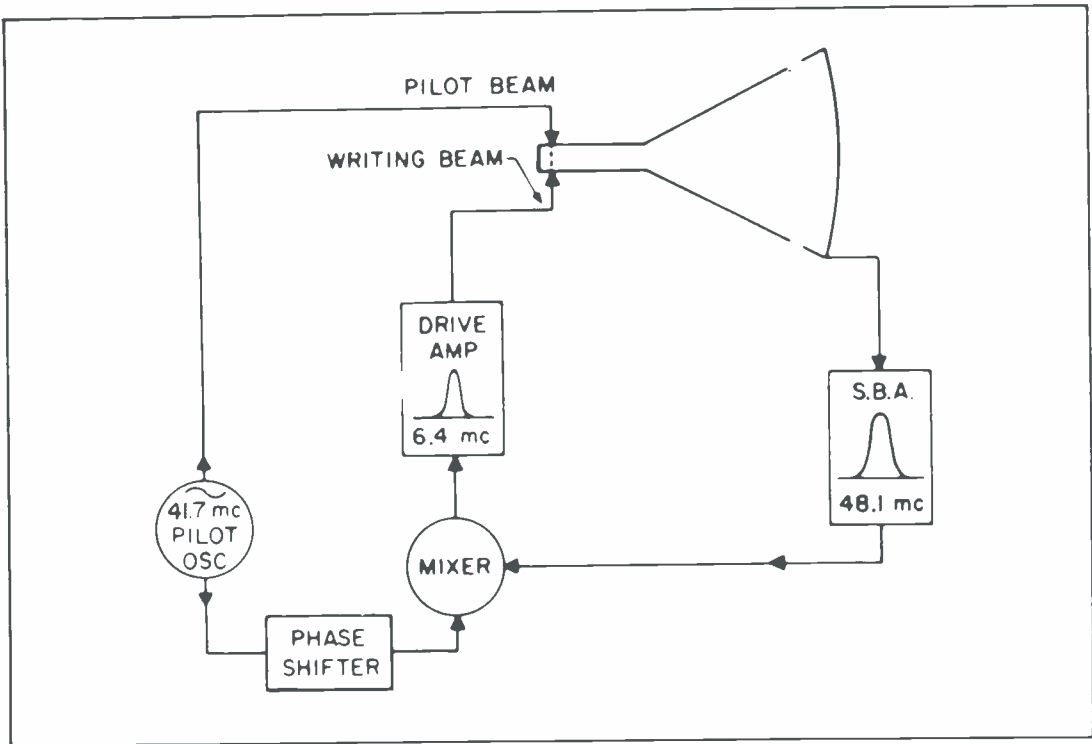 PILOT BEAM
WRITING BEAM
DRIVE
AMP
6.4 mc
S.B.A.
48.1 mc
41.7 mc
PILOT
OSC
MIXER
PHASE
SHIFTER